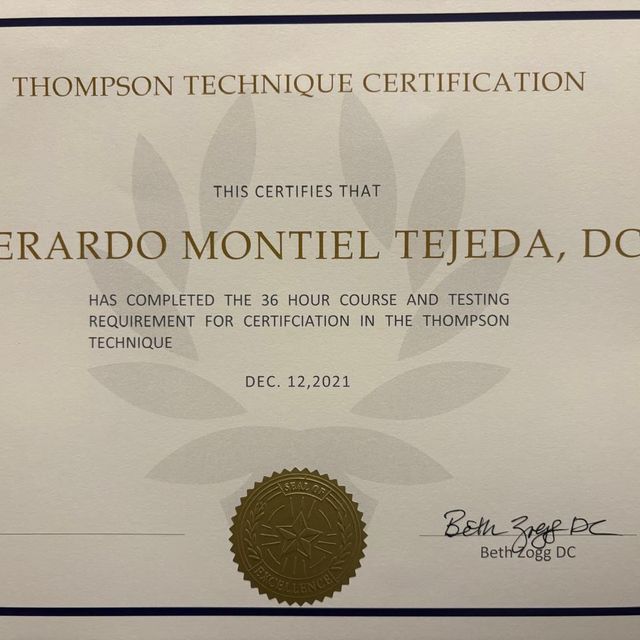 THOMPSON TECHNIQUE CERTIFICATION
THIS CERTIFIES THAT
ERARDO MONTIEL TEJEDA, DC
HAS COMPLETED THE 36 HOUR COURSE AND TESTING
REQUIREMENT FOR CERTIFCIATION IN THE THOMPSON
TECHNIQUE
DEC. 12,2021
SEAL OF
EXCELLENCE
Beth Zogg DC
Beth Zogg DC